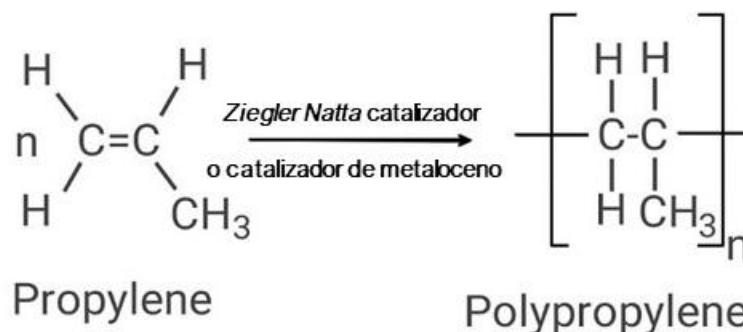 H H
n C=C
H CH₃
Propylene
Ziegler Natta catalizador
o catalizador de metaloceno
H H
C-C
H CH₃
n
Polypropylene